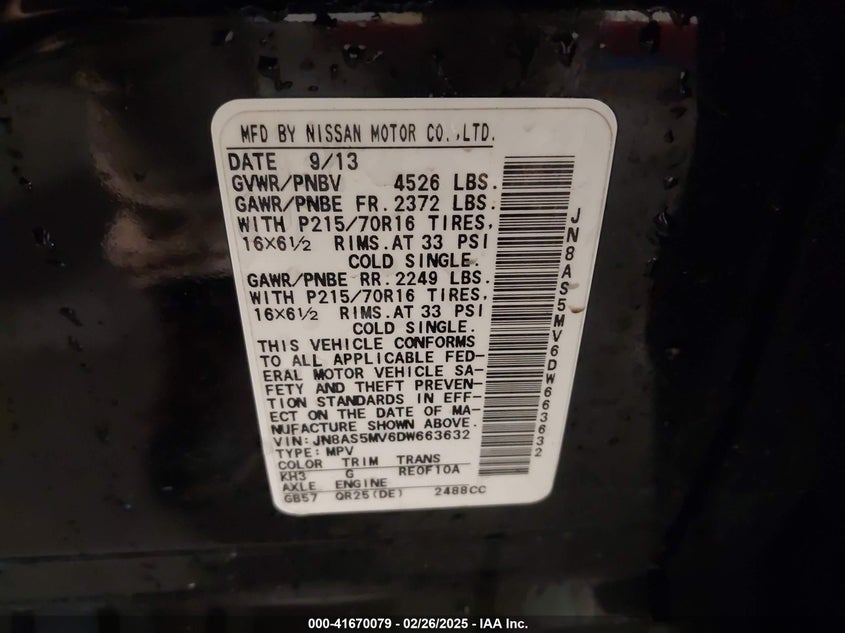 MFD BY NISSAN MOTOR CO.,LTD.
DATE 9/13
GVWR/PNBV 4526 LBS.
GAWR/PNBE FR. 2372 LBS.
WITH P215/70R16 TIRES,
16×6½ RIMS. AT 33 PSI
COLD SINGLE.
GAWR/PNBE RR. 2249 LBS.
WITH P215/70R16 TIRES,
16×6½ RIMS. AT 33 PSI
COLD SINGLE.
THIS VEHICLE CONFORMS
TO ALL APPLICABLE FED-
ERAL MOTOR VEHICLE SA-
FETY AND THEFT PREVEN-
TION STANDARDS IN EFF-
ECT ON THE DATE OF MA-
NUFACTURE SHOWN ABOVE.
VIN: JN8AS5MV6DW663632
TYPE: MPV
COLOR TRIM TRANS
KH3 G RE0F10A
AXLE ENGINE
GB57 QR25(DE) 2488CC
JN8AS5MV6DW663632
000-41670079 - 02/26/2025 - IAA Inc.